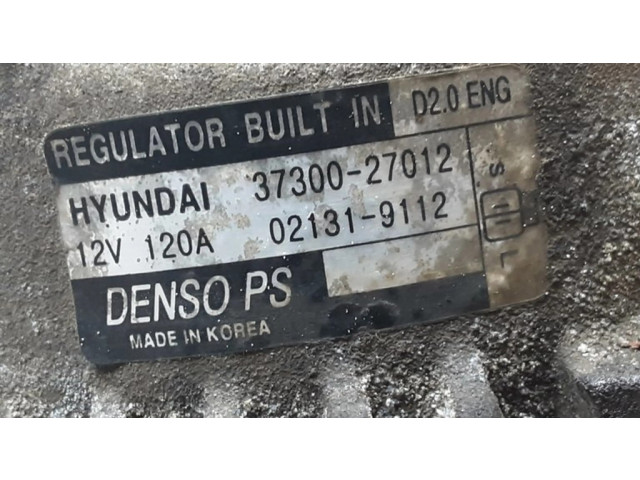 REGULATOR BUILT IN D2.0 ENG
HYUNDAI 37300-27012
12V 120A 02131-9112
S
L
DENSO PS
MADE IN KOREA